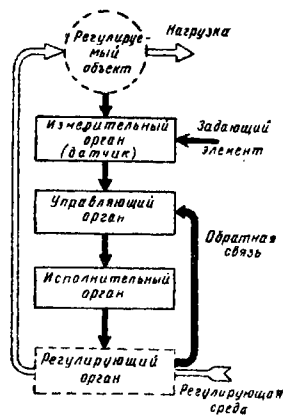 Нагрузка
Регулируе-
мый
объект
Измерительный
орган
(датчик)
Задающий
элемент
Управляющий
орган
Обратная
связь
Исполнительный
орган
Регулирующий
орган
Регулирующая
среда